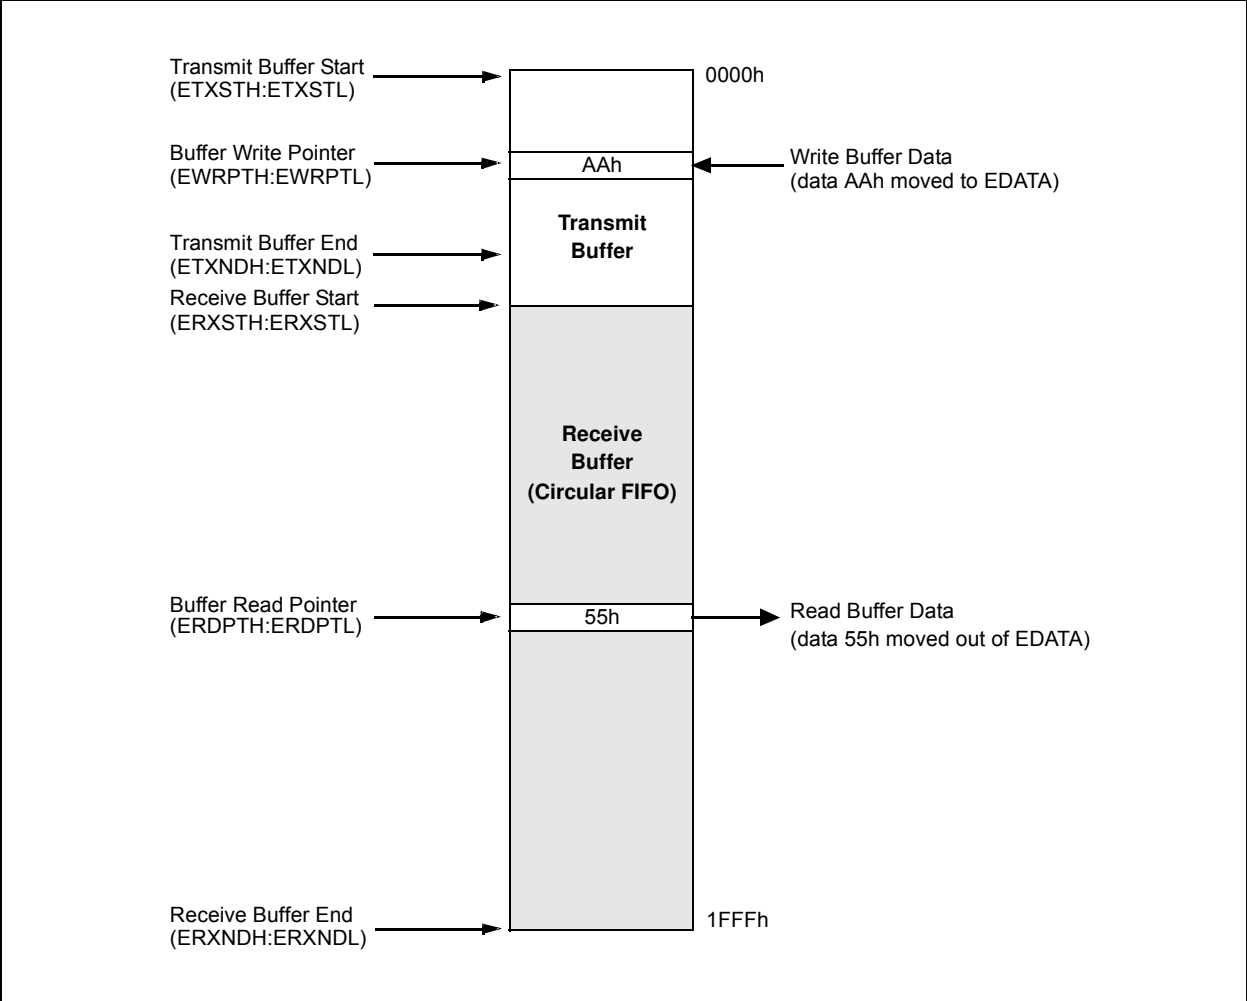 Transmit Buffer Start
(ETXSTH:ETXSTL)
0000h
Buffer Write Pointer
(EWRPTH:EWRPTL)
AAh
Write Buffer Data
(data AAh moved to EDATA)
Transmit
Buffer
Transmit Buffer End
(ETXNDH:ETXNDL)
Receive Buffer Start
(ERXSTH:ERXSTL)
Receive
Buffer
(Circular FIFO)
Buffer Read Pointer
(ERDPTH:ERDPTL)
55h
Read Buffer Data
(data 55h moved out of EDATA)
Receive Buffer End
(ERXNDH:ERXNDL)
1FFFh